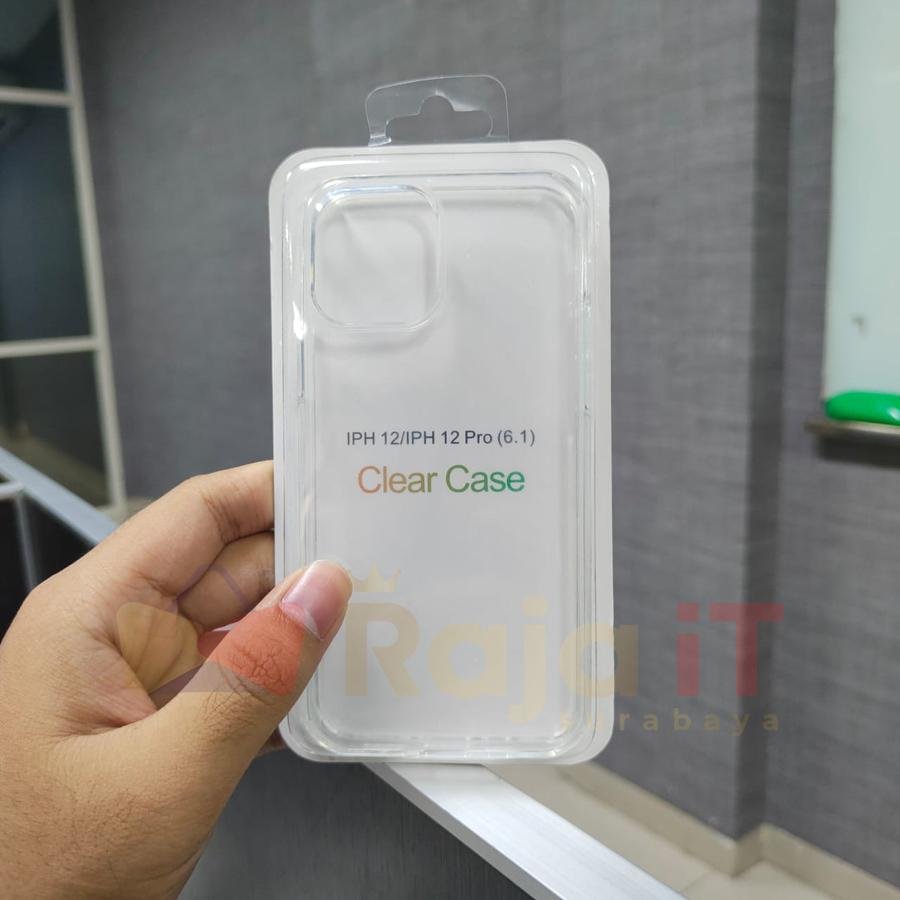 IPH 12/IPH 12 Pro (6.1)
Clear Case
Raja iT
surabaya